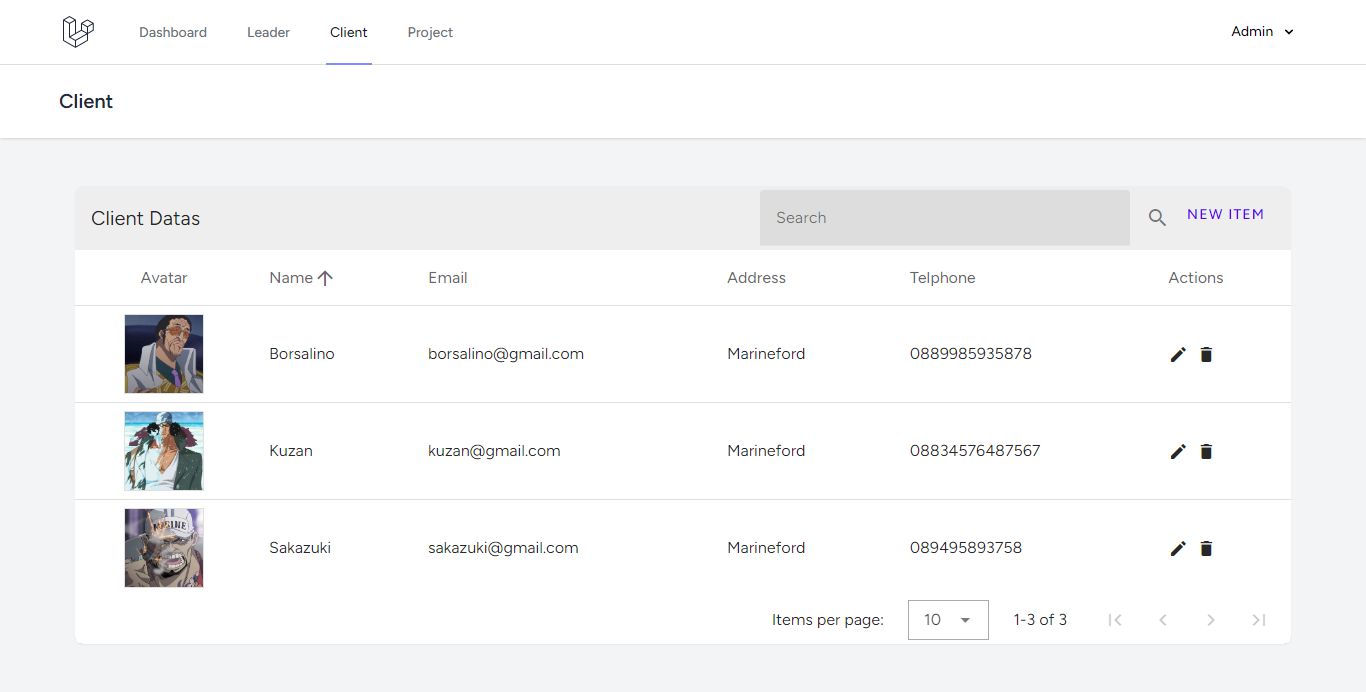 Dashboard Leader Client Project Admin
Client
Client Datas Search NEW ITEM
Avatar Name Email Address Telphone Actions
Borsalino borsalino@gmail.com Marineford 0889985935878
Kuzan kuzan@gmail.com Marineford 08834576487567
MARINE
Sakazuki sakazuki@gmail.com Marineford 089495893758
Items per page: 10 1-3 of 3